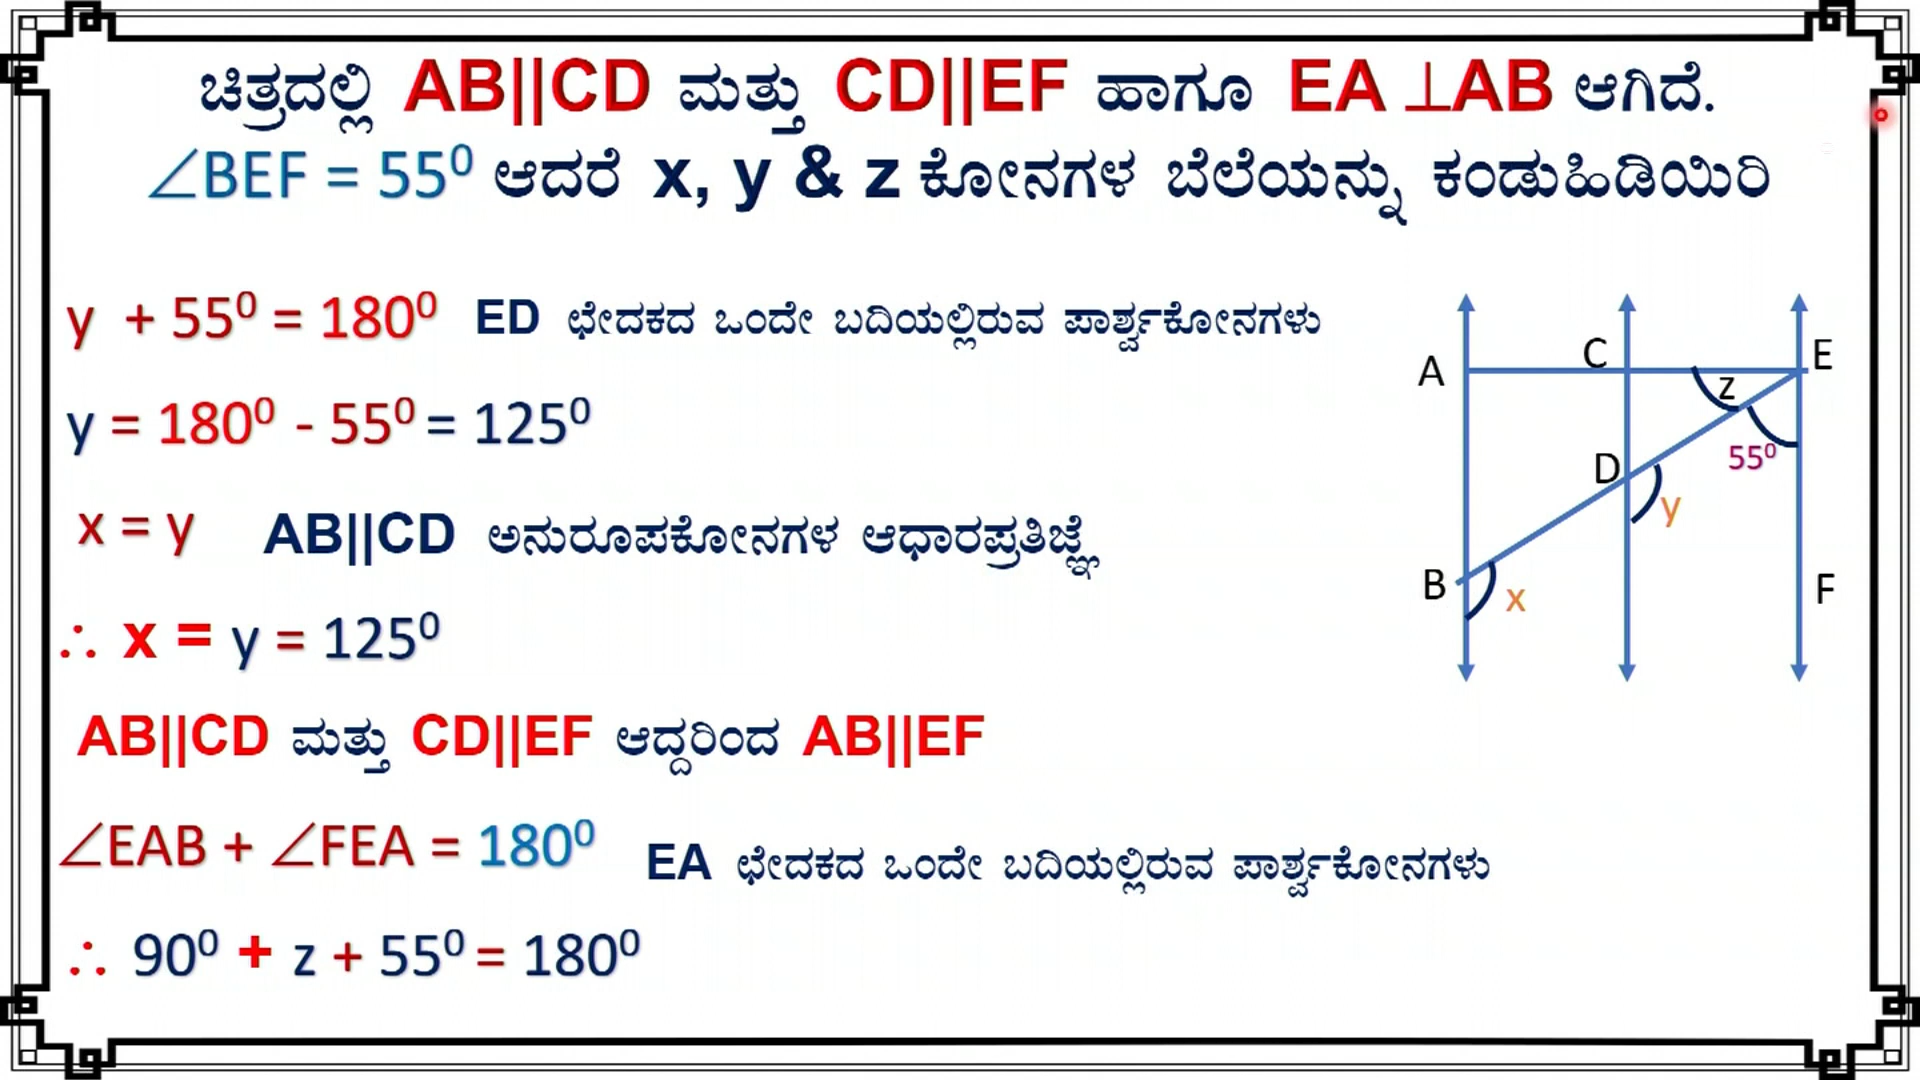 ಚಿತ್ರದಲ್ಲಿ AB||CD ಮತ್ತು CD||EF ಹಾಗೂ EA ⊥AB ಆಗಿದೆ.
∠BEF = 55⁰ ಆದರೆ x, y & z ಕೋನಗಳ ಬೆಲೆಯನ್ನು ಕಂಡುಹಿಡಿಯಿರಿ
y + 55⁰ = 180⁰ ED ಛೇದಕದ ಒಂದೇ ಬದಿಯಲ್ಲಿರುವ ಪಾರ್ಶ್ವಕೋನಗಳು
y = 180⁰ - 55⁰ = 125⁰
x = y AB||CD ಅನುರೂಪಕೋನಗಳ ಆಧಾರಪ್ರತಿಜ್ಞೆ
∴ x = y = 125⁰
AB||CD ಮತ್ತು CD||EF ಆದ್ದರಿಂದ AB||EF
∠EAB + ∠FEA = 180⁰ EA ಛೇದಕದ ಒಂದೇ ಬದಿಯಲ್ಲಿರುವ ಪಾರ್ಶ್ವಕೋನಗಳು
∴ 90⁰ + z + 55⁰ = 180⁰
A C E
z
55⁰
D
y
B x F